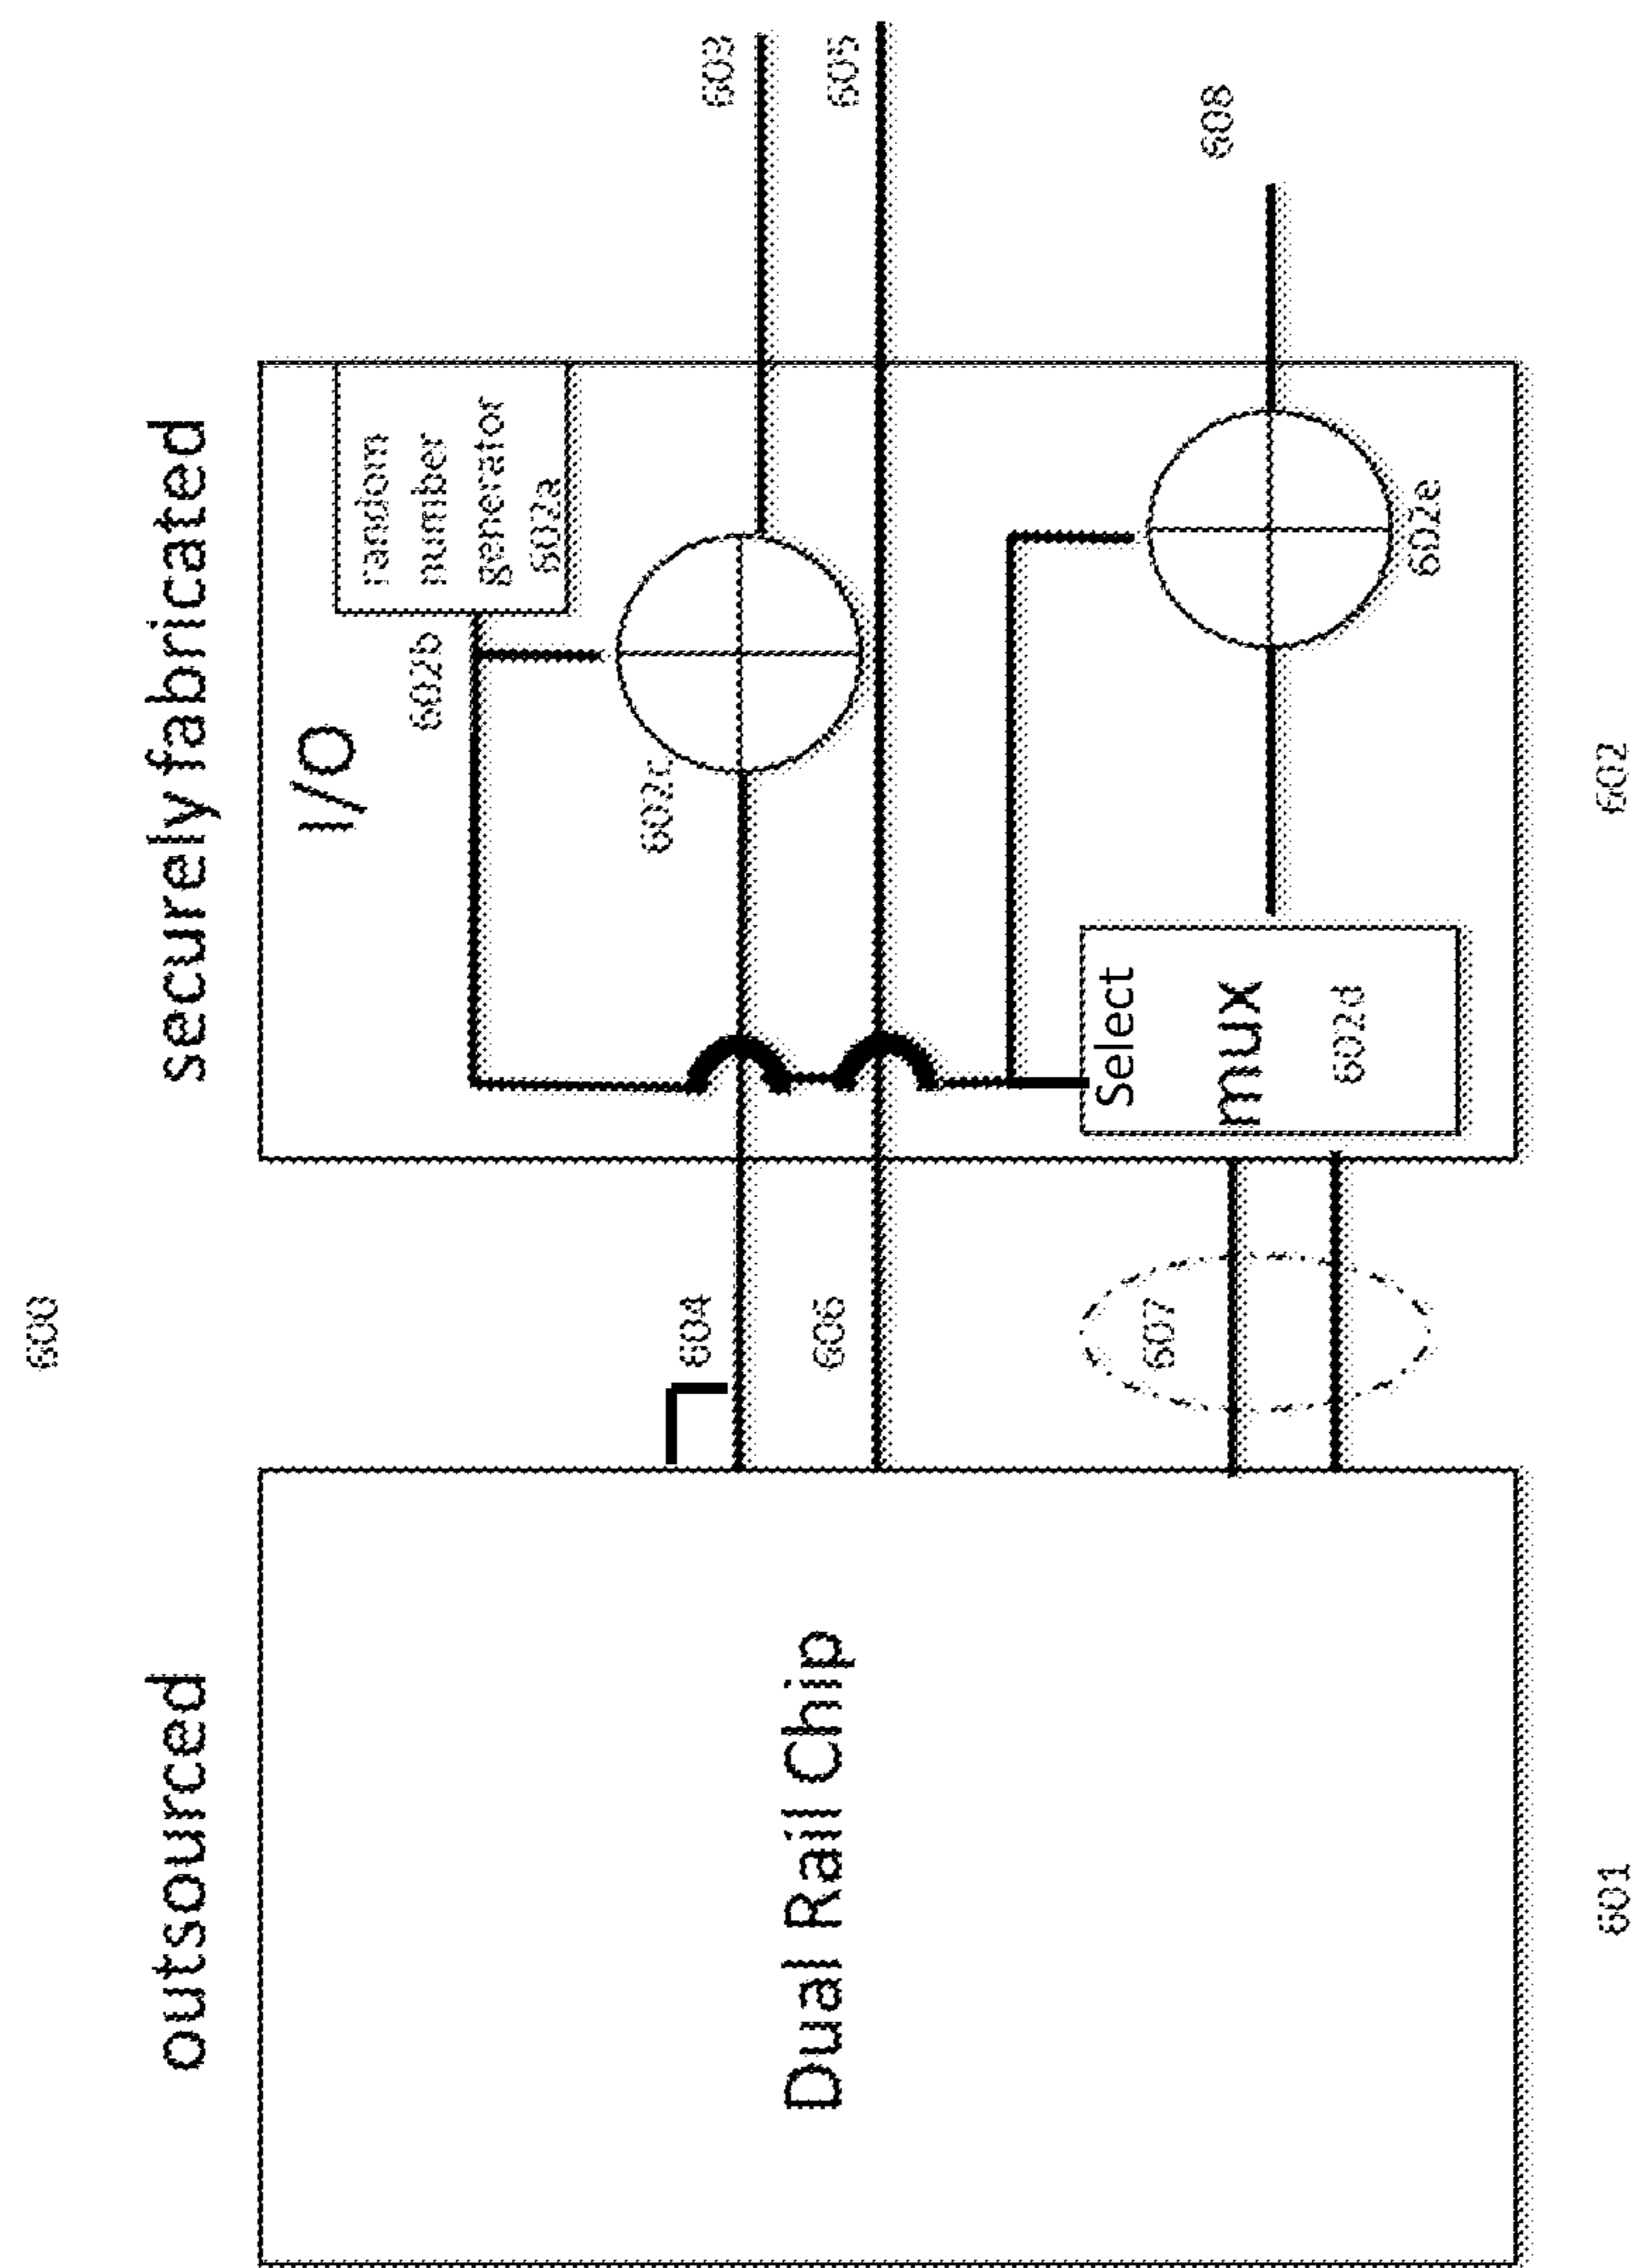 600
outsourced
securely fabricated
Dual Rail Chip
I/O
random
number
generator
602a
602b
602c
603
604
605
606
607
608
Select
mux
602d
602e
601
602